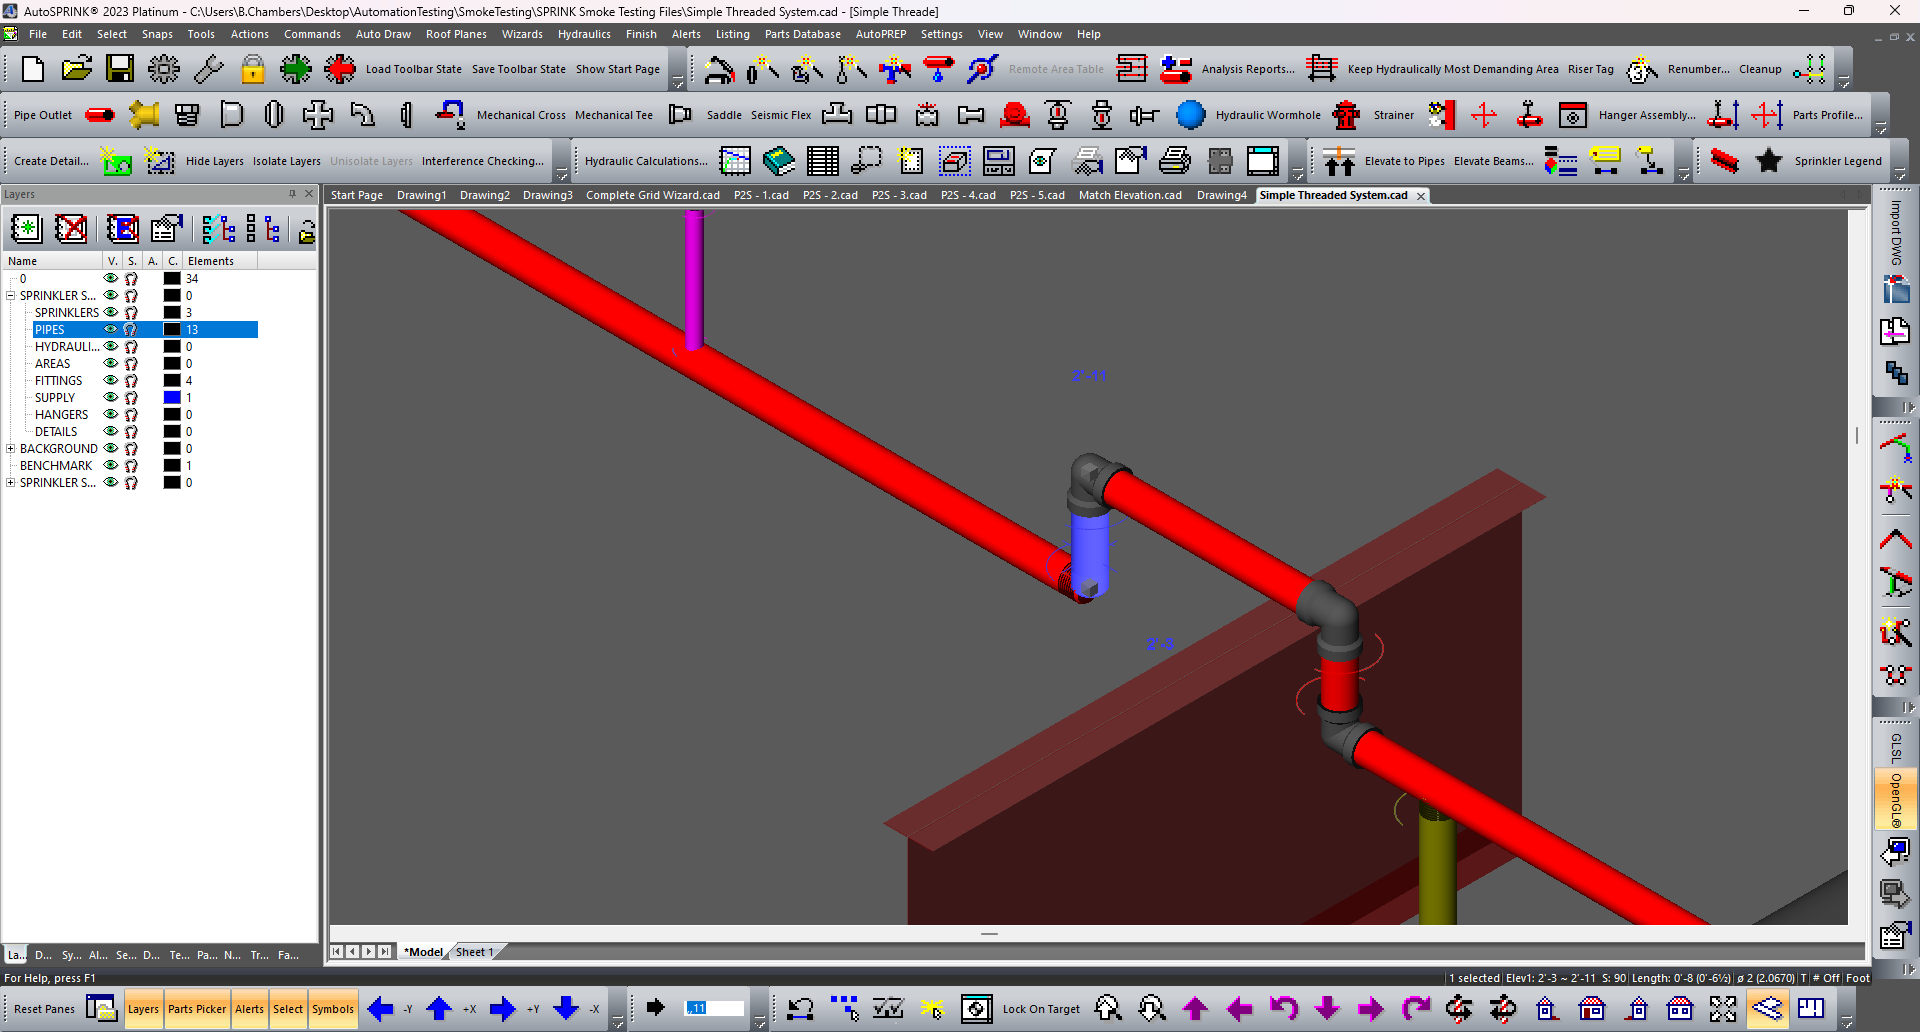 AutoSPRINK® 2023 Platinum - C:\Users\B.Chambers\Desktop\AutomationTesting\SmokeTesting\SPRINK Smoke Testing Files\Simple Threaded System.cad - [Simple Threade]
File Edit Select Snaps Tools Actions Commands Auto Draw Roof Planes Wizards Hydraulics Finish Alerts Listing Parts Database AutoPREP Settings View Window Help
Load Toolbar State Save Toolbar State Show Start Page Remote Area Table Analysis Reports... Keep Hydraulically Most Demanding Area Riser Tag Renumber... Cleanup
Pipe Outlet Mechanical Cross Mechanical Tee Saddle Seismic Flex Hydraulic Wormhole Strainer Hanger Assembly... Parts Profile...
Create Detail... Hide Layers Isolate Layers Unisolate Layers Interference Checking... Hydraulic Calculations... Elevate to Pipes Elevate Beams... Sprinkler Legend
Layers
Start Page Drawing1 Drawing2 Drawing3 Complete Grid Wizard.cad P2S - 1.cad P2S - 2.cad P2S - 3.cad P2S - 4.cad P2S - 5.cad Match Elevation.cad Drawing4 Simple Threaded System.cad
Name V. S. A. C. Elements
0 34
SPRINKLER S... 0
SPRINKLERS 3
PIPES 13
HYDRAULI... 0
AREAS 0
FITTINGS 4
SUPPLY 1
HANGERS 0
DETAILS 0
BACKGROUND 0
BENCHMARK 1
SPRINKLER S... 0
2'-11
Import DWG
GLSL
OpenGL®
*Model Sheet 1
La... D... Sy... Al... Se... D... Te... Pa... N... Tr... Fa...
For Help, press F1
1 selected Elev1: 2'-3 ~ 2'-11 S: 90 Length: 0'-8 (0'-6½) ø 2 (2.0670) T # Off Foot
Reset Panes Layers Parts Picker Alerts Select Symbols -Y +X +Y -X ,,11 Lock On Target